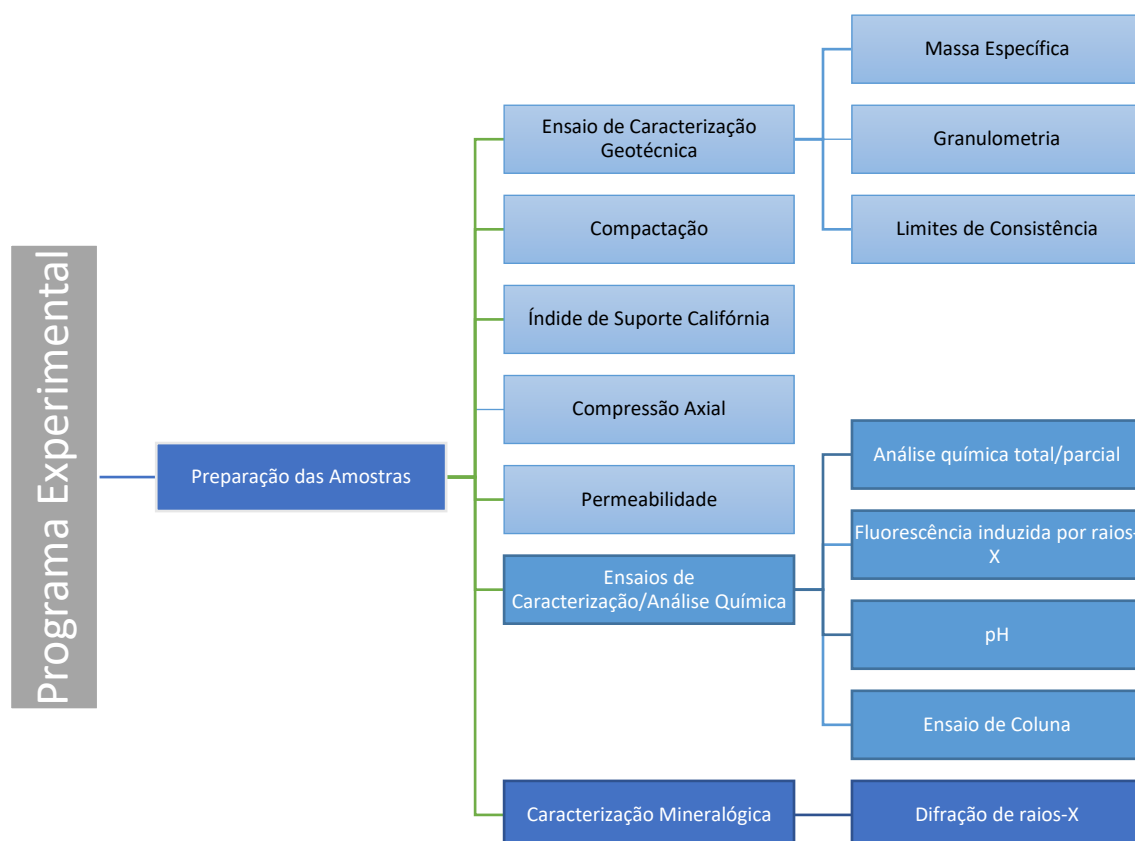 Programa Experimental
Preparação das Amostras
Ensaio de Caracterização
Geotécnica
Massa Específica
Granulometria
Limites de Consistência
Compactação
Índide de Suporte Califórnia
Compressão Axial
Permeabilidade
Ensaios de
Caracterização/Análise Química
Análise química total/parcial
Fluorescência induzida por raios-
X
pH
Ensaio de Coluna
Caracterização Mineralógica
Difração de raios-X